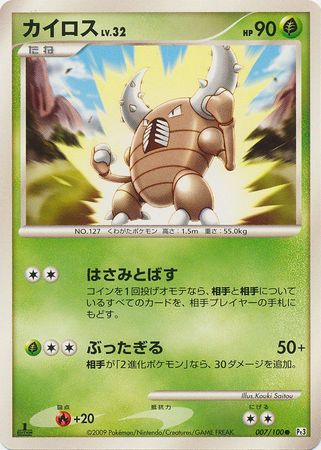 カイロス LV.32 HP 90
たね
NO.127 くわがたポケモン 高さ:1.5m 重さ:55.0kg
はさみとばす
コインを1回投げオモテなら、相手と相手について
いるすべてのカードを、相手プレイヤーの手札に
もどす。
ぶったぎる 50+
相手が「2進化ポケモン」なら、30ダメージを追加。
Illus.Kouki Saitou
弱点 抵抗力 にげる
+20
1 EDITION
©2009 Pokémon/Nintendo/Creatures/GAME FREAK.
007/100 ● Pt3